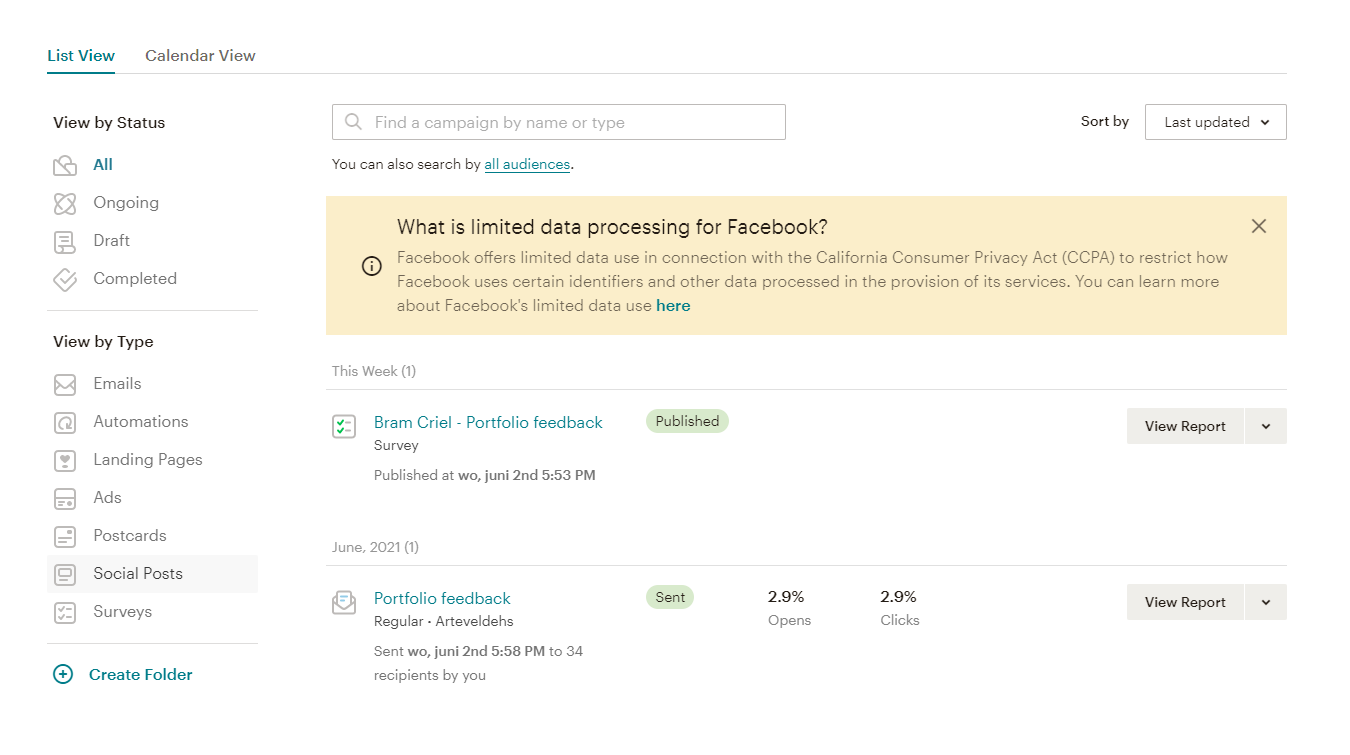 List View
Calendar View
View by Status
All
Ongoing
Draft
Completed
View by Type
Emails
Automations
Landing Pages
Ads
Postcards
Social Posts
Surveys
Create Folder
Find a campaign by name or type
Sort by
Last updated
You can also search by all audiences.
What is limited data processing for Facebook?
Facebook offers limited data use in connection with the California Consumer Privacy Act (CCPA) to restrict how
Facebook uses certain identifiers and other data processed in the provision of its services. You can learn more
about Facebook's limited data use here
This Week (1)
Bram Criel - Portfolio feedback
Published
View Report
Survey
Published at wo, juni 2nd 5:53 PM
June, 2021 (1)
Portfolio feedback
Sent
2.9%
Opens
2.9%
Clicks
View Report
Regular · Arteveldehs
Sent wo, juni 2nd 5:58 PM to 34
recipients by you